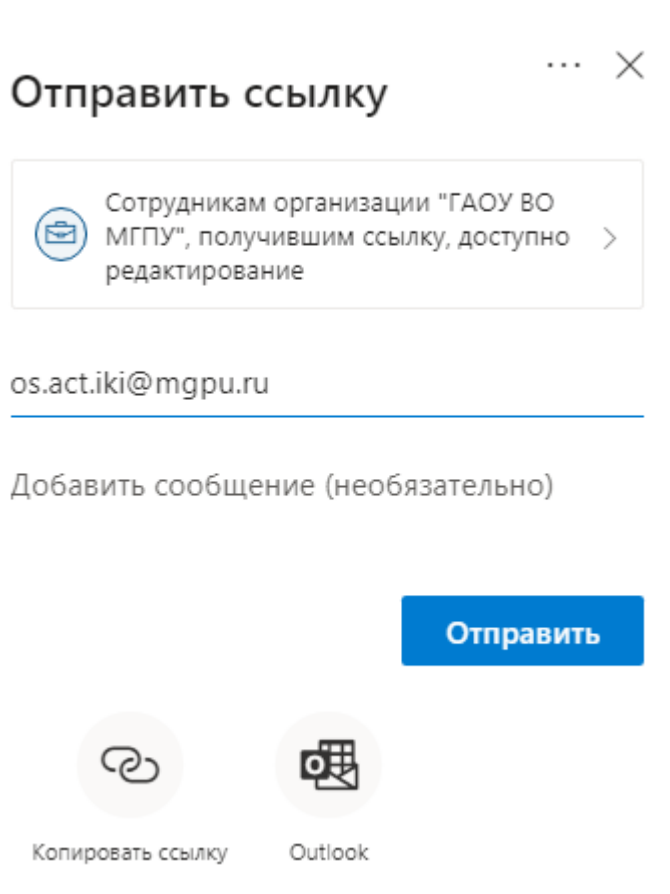 Отправить ссылку
Сотрудникам организации "ГАОУ ВО
МГПУ", получившим ссылку, доступно
редактирование
os.act.iki@mgpu.ru
Добавить сообщение (необязательно)
Отправить
Копировать ссылку
Outlook